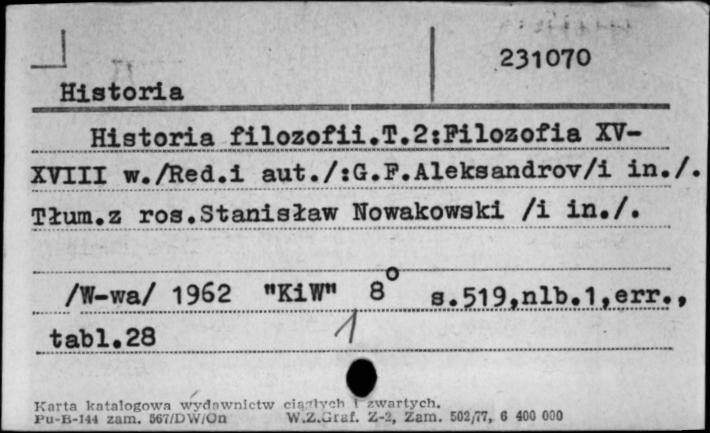 231070
Historia
Historia filozofii.T.2:Filozofia XV-
XVIII w./Red.i aut./:G.F.Aleksandrov/i in./.
Tłum.z ros.Stanisław Nowakowski /i in./.
/W-wa/ 1962 "KiW" 8° s.519,nlb.1,err.,
tabl.28
1
Karta katalogowa wydawnictw ciągłych i zwartych.
Pu-B-144 zam. 567/DW/On W.Z.Graf. Z-2, Zam. 502/77, 6 400 000